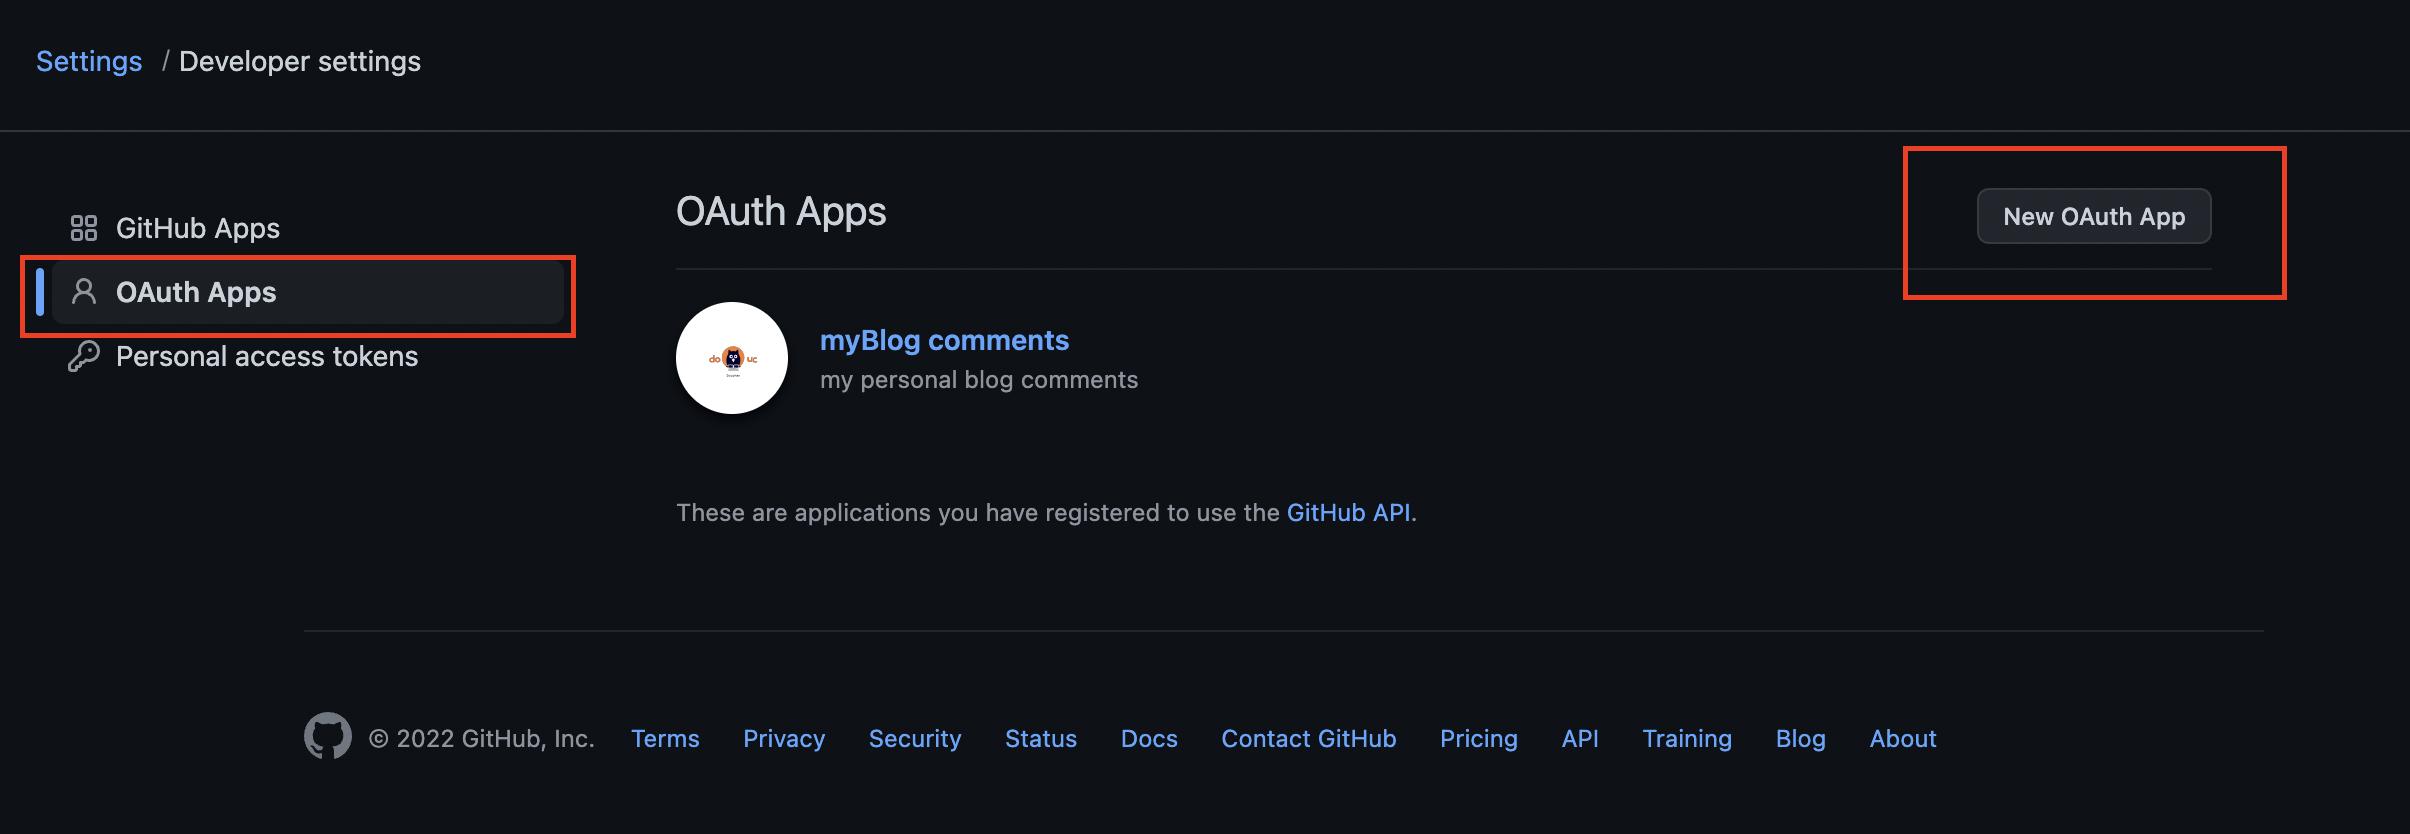 Settings / Developer settings
GitHub Apps
OAuth Apps
Personal access tokens
OAuth Apps
New OAuth App
do uc
myBlog comments
my personal blog comments
These are applications you have registered to use the GitHub API.
© 2022 GitHub, Inc. Terms Privacy Security Status Docs Contact GitHub Pricing API Training Blog About